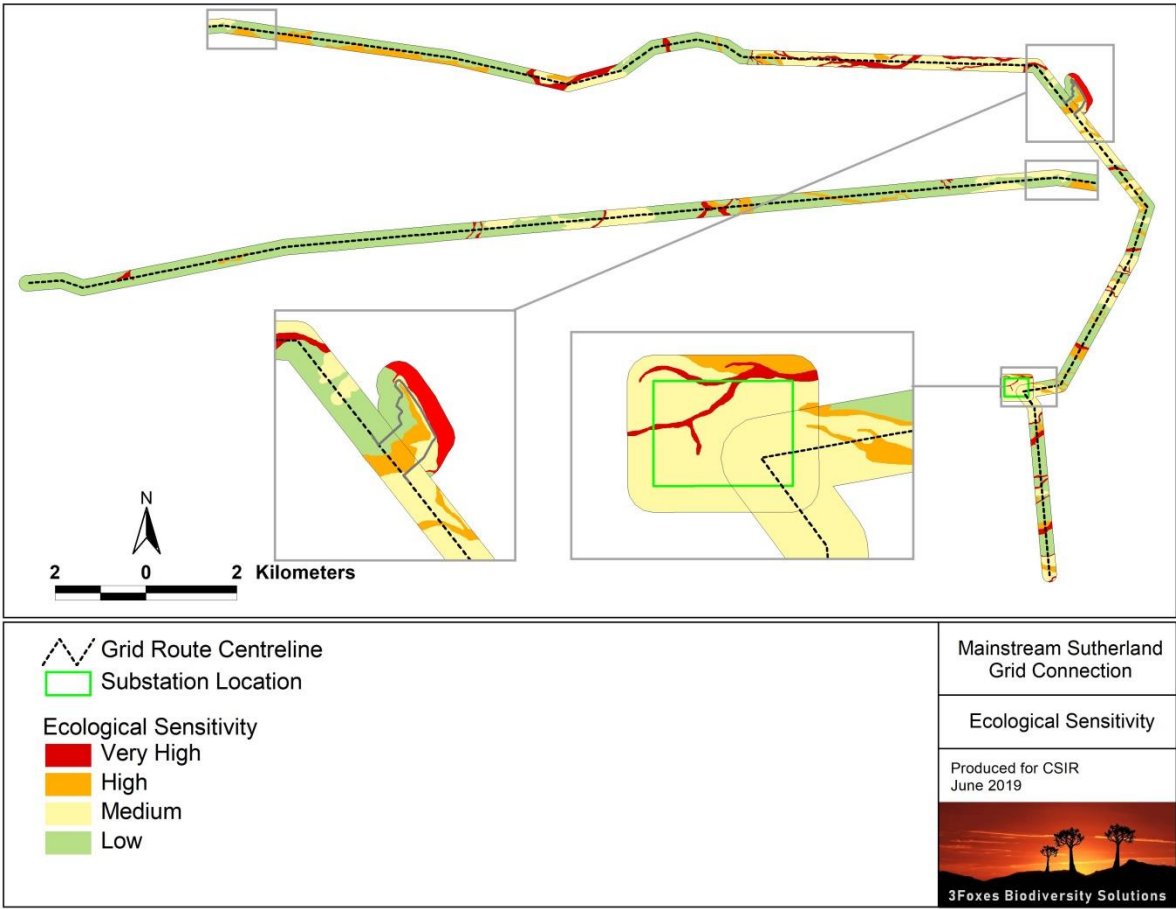 N
2 0 2 Kilometers
Grid Route Centreline
Substation Location
Ecological Sensitivity
Very High
High
Medium
Low
Mainstream Sutherland
Grid Connection
Ecological Sensitivity
Produced for CSIR
June 2019
3Foxes Biodiversity Solutions